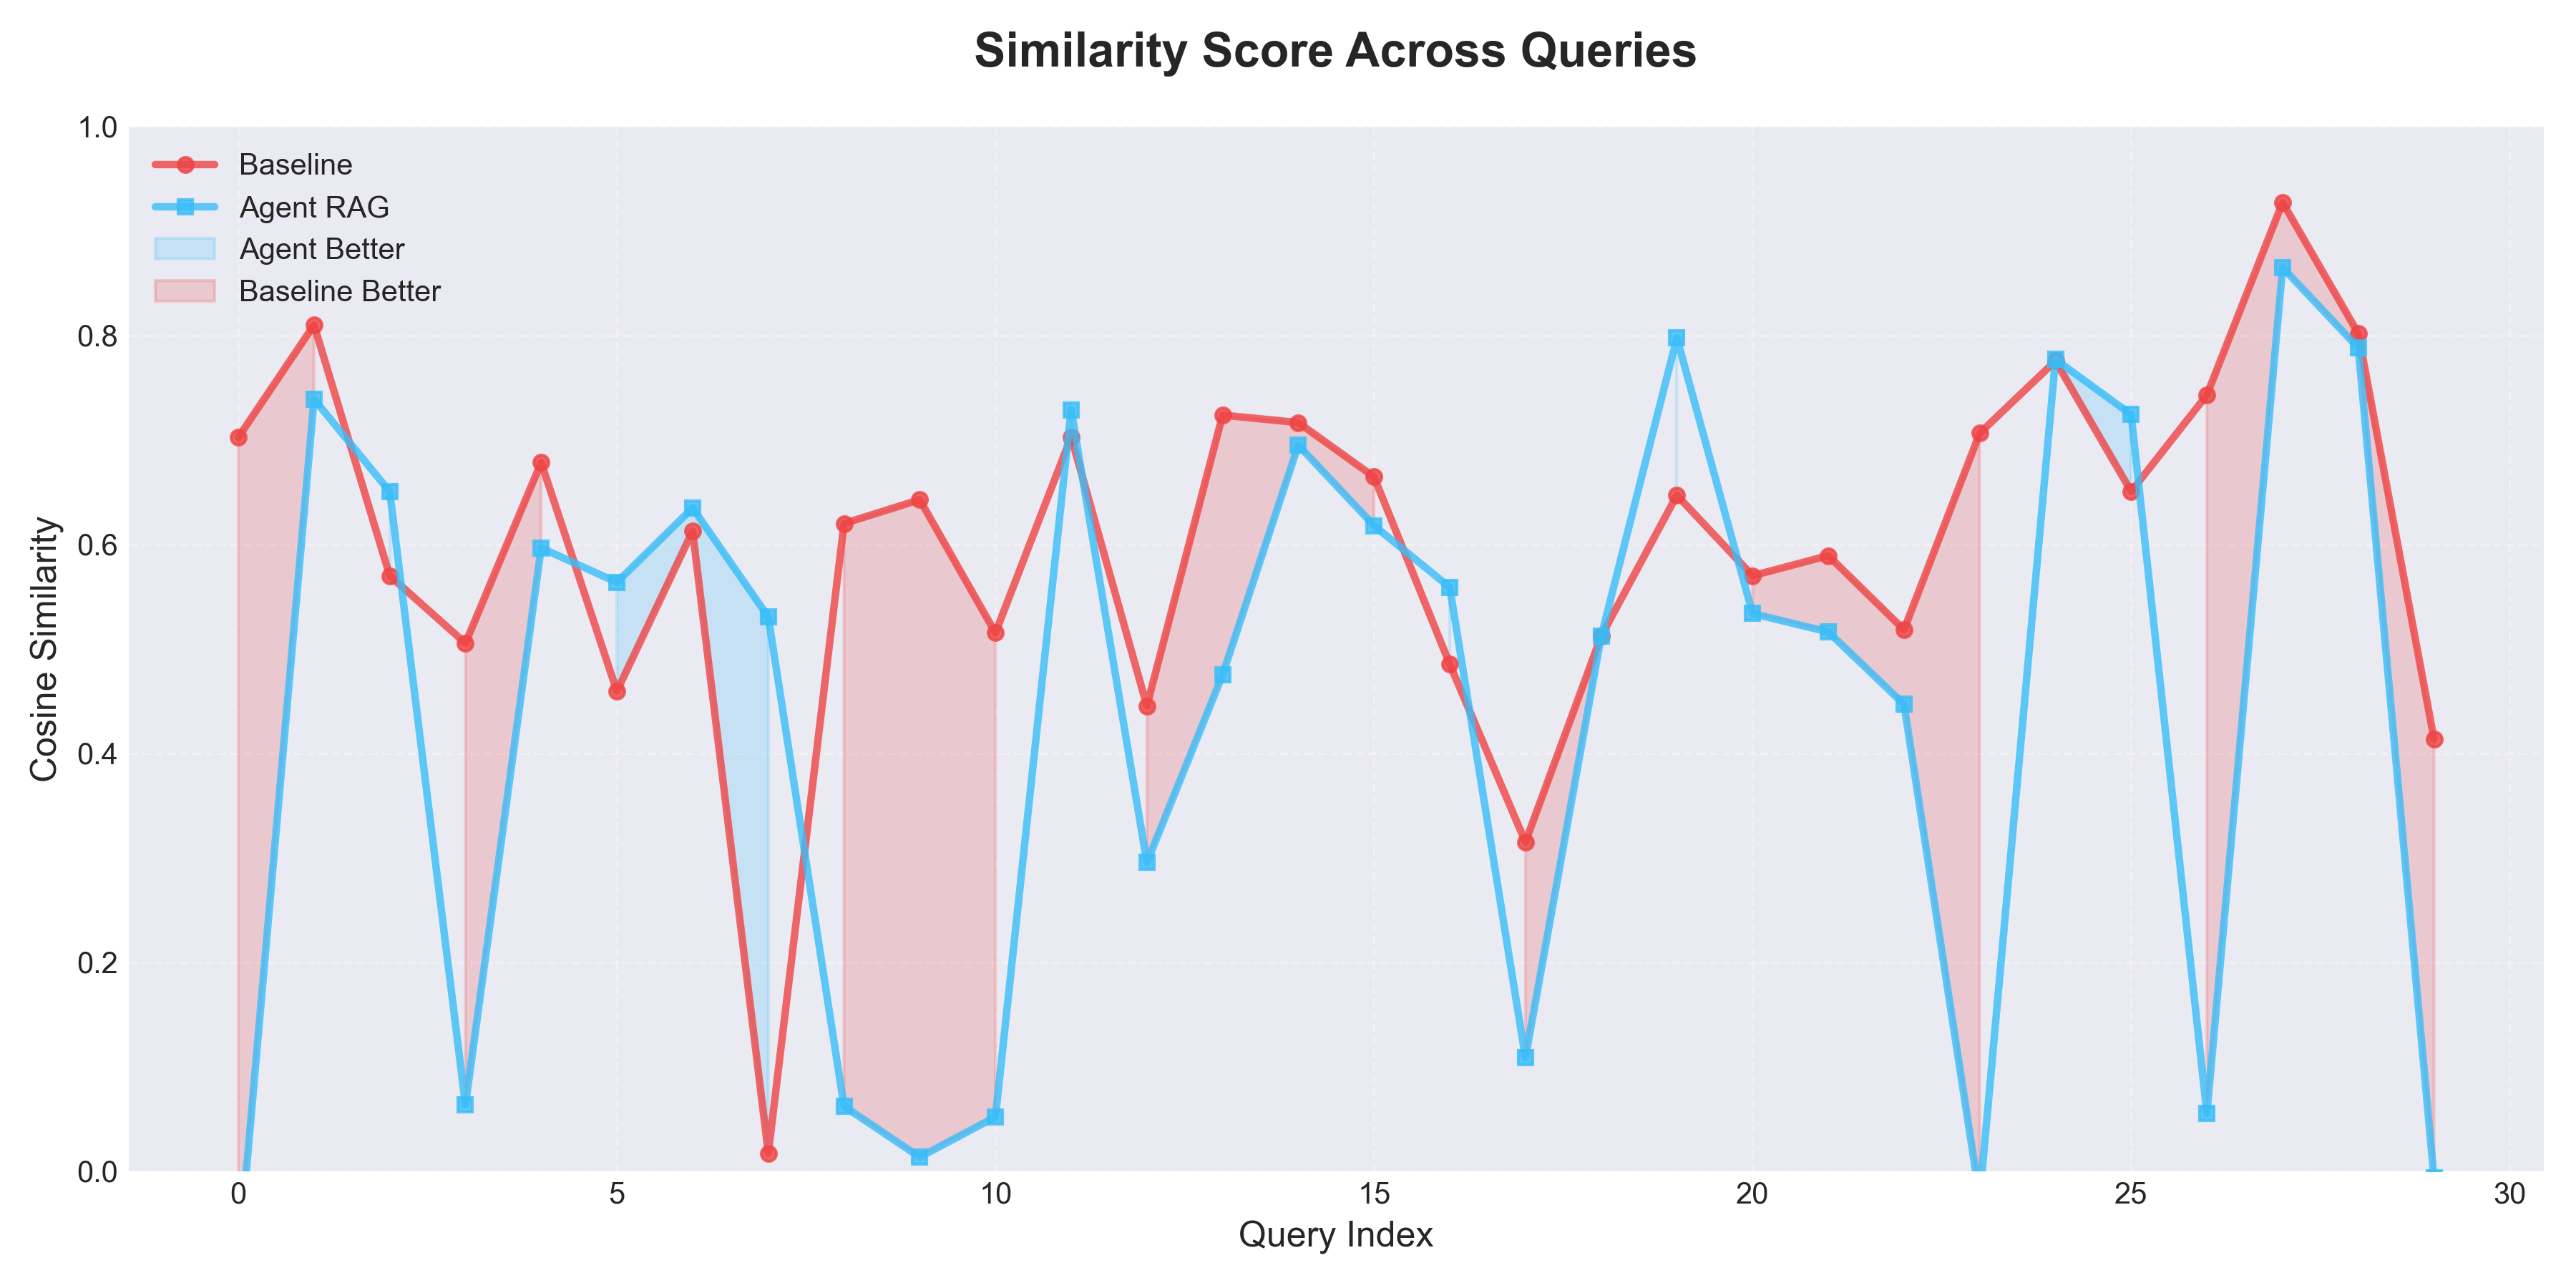 Similarity Score Across Queries
1.0
0.8
0.6
0.4
0.2
0.0
Cosine Similarity
Baseline
Agent RAG
Agent Better
Baseline Better
0 5 10 15 20 25 30
Query Index